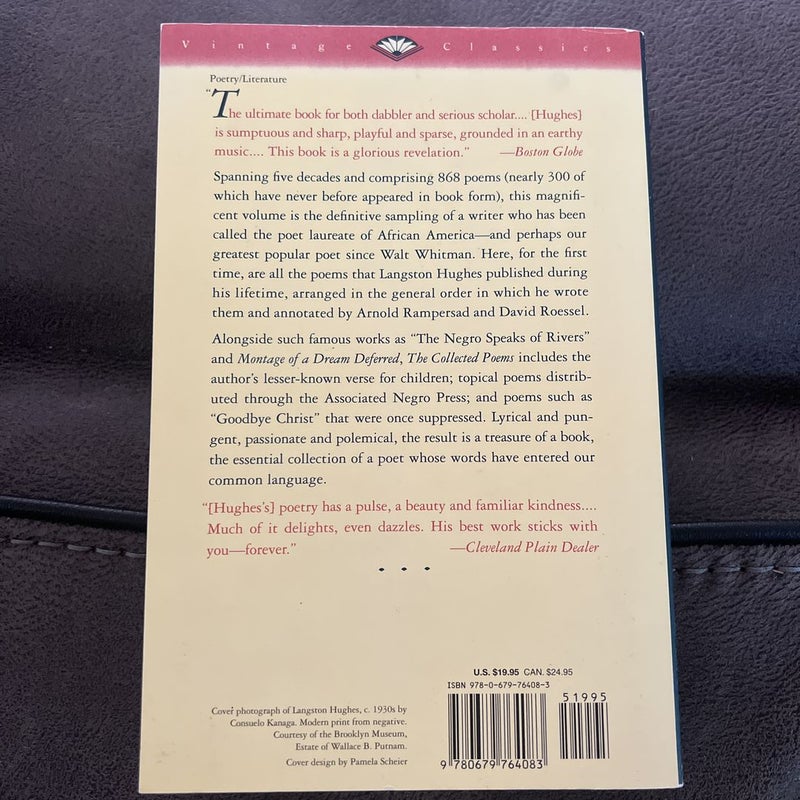 Vintage Classics
Poetry/Literature
“The ultimate book for both dabbler and serious scholar.... [Hughes]
is sumptuous and sharp, playful and sparse, grounded in an earthy
music.... This book is a glorious revelation.” —Boston Globe
Spanning five decades and comprising 868 poems (nearly 300 of
which have never before appeared in book form), this magnifi-
cent volume is the definitive sampling of a writer who has been
called the poet laureate of African America—and perhaps our
greatest popular poet since Walt Whitman. Here, for the first
time, are all the poems that Langston Hughes published during
his lifetime, arranged in the general order in which he wrote
them and annotated by Arnold Rampersad and David Roessel.
Alongside such famous works as “The Negro Speaks of Rivers”
and Montage of a Dream Deferred, The Collected Poems includes the
author’s lesser-known verse for children; topical poems distrib-
uted through the Associated Negro Press; and poems such as
“Goodbye Christ” that were once suppressed. Lyrical and pun-
gent, passionate and polemical, the result is a treasure of a book,
the essential collection of a poet whose words have entered our
common language.
“[Hughes’s] poetry has a pulse, a beauty and familiar kindness....
Much of it delights, even dazzles. His best work sticks with
you—forever.” —Cleveland Plain Dealer
Cover photograph of Langston Hughes, c. 1930s by
Consuelo Kanaga. Modern print from negative.
Courtesy of the Brooklyn Museum,
Estate of Wallace B. Putnam.
Cover design by Pamela Scheier
U.S. $19.95 CAN. $24.95
ISBN 978-0-679-76408-3
51995
9 780679 764083